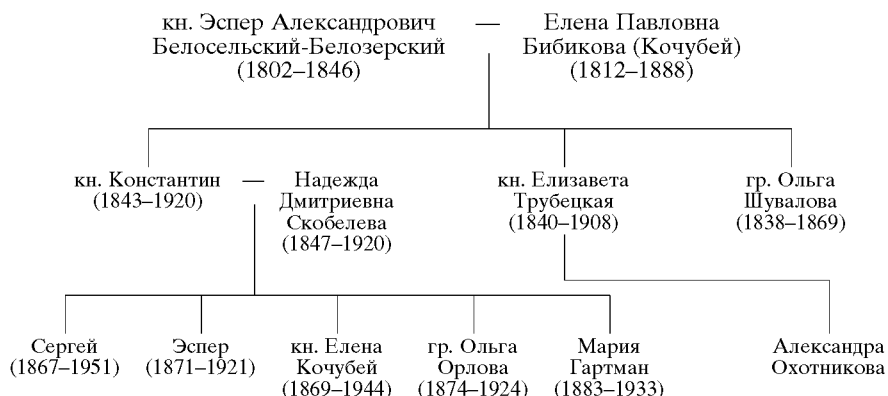 кн. Эспер Александрович — Елена Павловна
Белосельский-Белозерский Бибикова (Кочубей)
(1802–1846) (1812–1888)
кн. Константин — Надежда кн. Елизавета гр. Ольга
(1843–1920) Дмитриевна Трубецкая Шувалова
Скобелева (1840–1908) (1838–1869)
(1847–1920)
Сергей Эспер кн. Елена гр. Ольга Мария Александра
(1867–1951) (1871–1921) Кочубей Орлова Гартман Охотникова
(1869–1944) (1874–1924) (1883–1933)